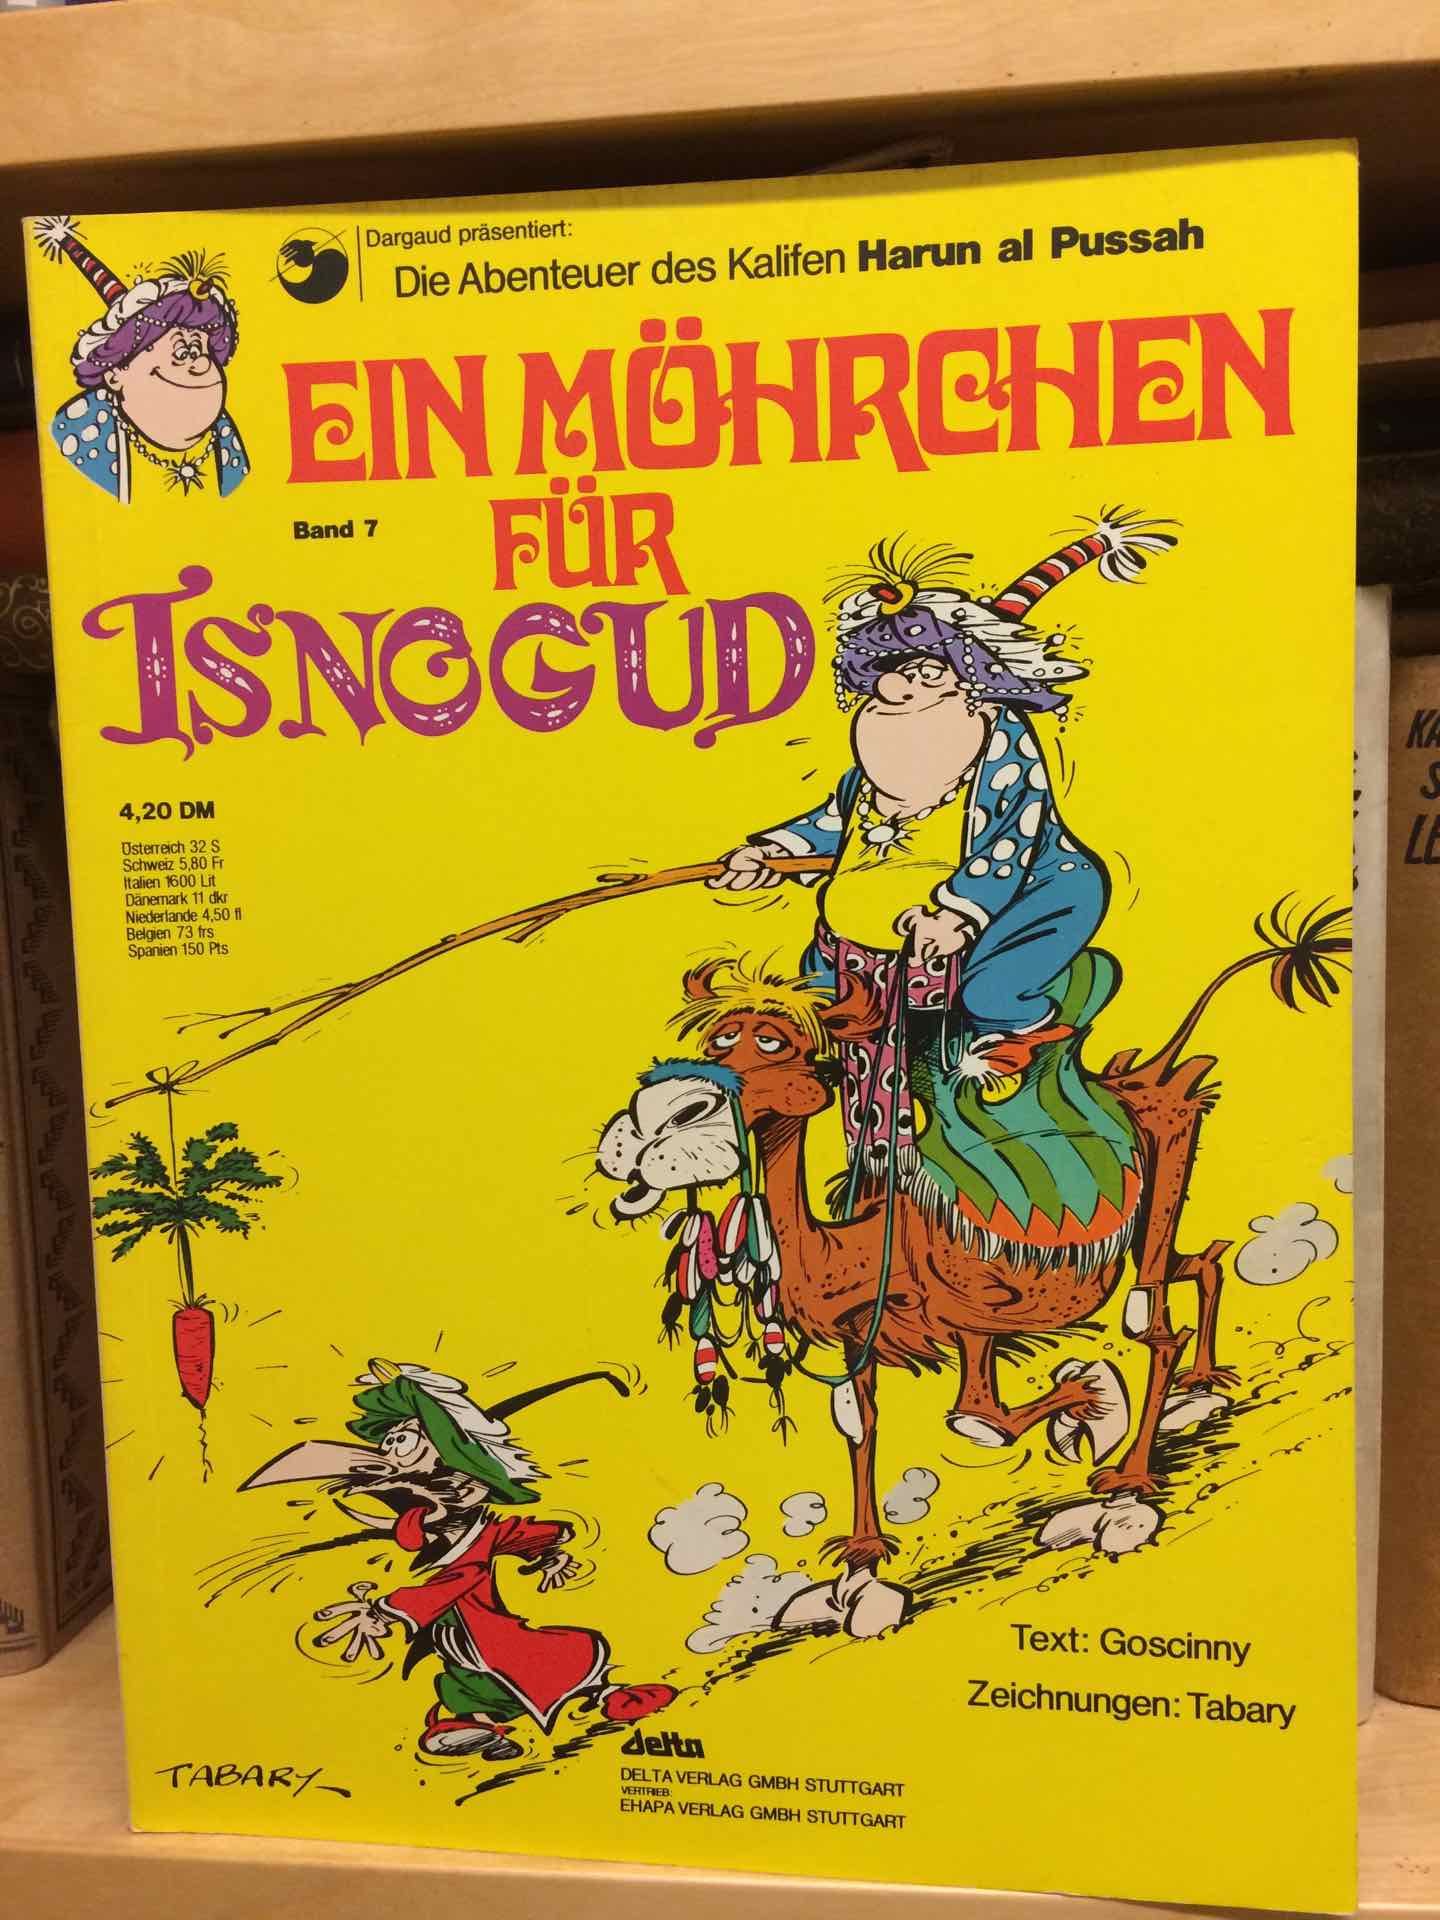 Dargaud präsentiert:
Die Abenteuer des Kalifen Harun al Pussah
EIN MÖHRCHEN
FÜR
ISNOGUD
Band 7
4,20 DM
Österreich 32 S
Schweiz 5,80 Fr
Italien 1600 Lit
Dänemark 11 dkr
Niederlande 4,50 fl
Belgien 73 frs
Spanien 150 Pts
Text: Goscinny
Zeichnungen: Tabary
TABARY
delta
DELTA VERLAG GMBH STUTTGART
VERTRIEB:
EHAPA VERLAG GMBH STUTTGART